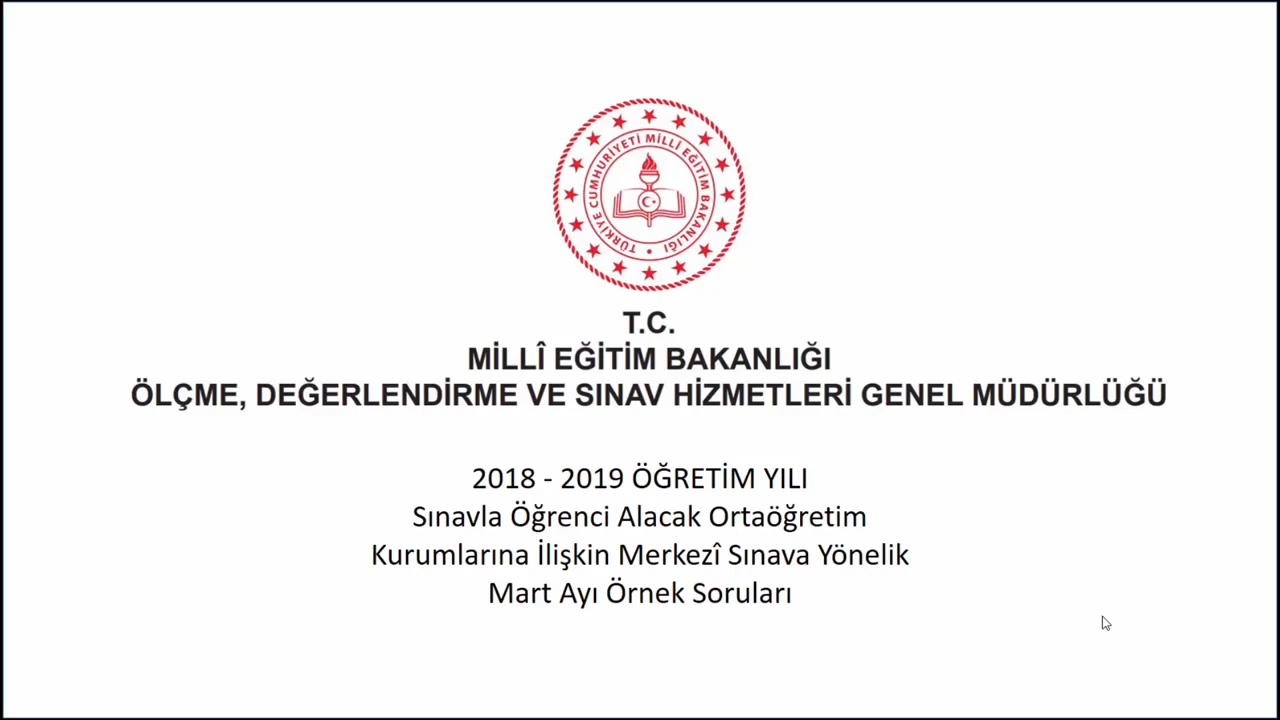 TÜRKİYE CUMHURİYETİ MİLLÎ EĞİTİM BAKANLIĞI
T.C.
MİLLÎ EĞİTİM BAKANLIĞI
ÖLÇME, DEĞERLENDİRME VE SINAV HİZMETLERİ GENEL MÜDÜRLÜĞÜ
2018 - 2019 ÖĞRETİM YILI
Sınavla Öğrenci Alacak Ortaöğretim
Kurumlarına İlişkin Merkezî Sınava Yönelik
Mart Ayı Örnek Soruları